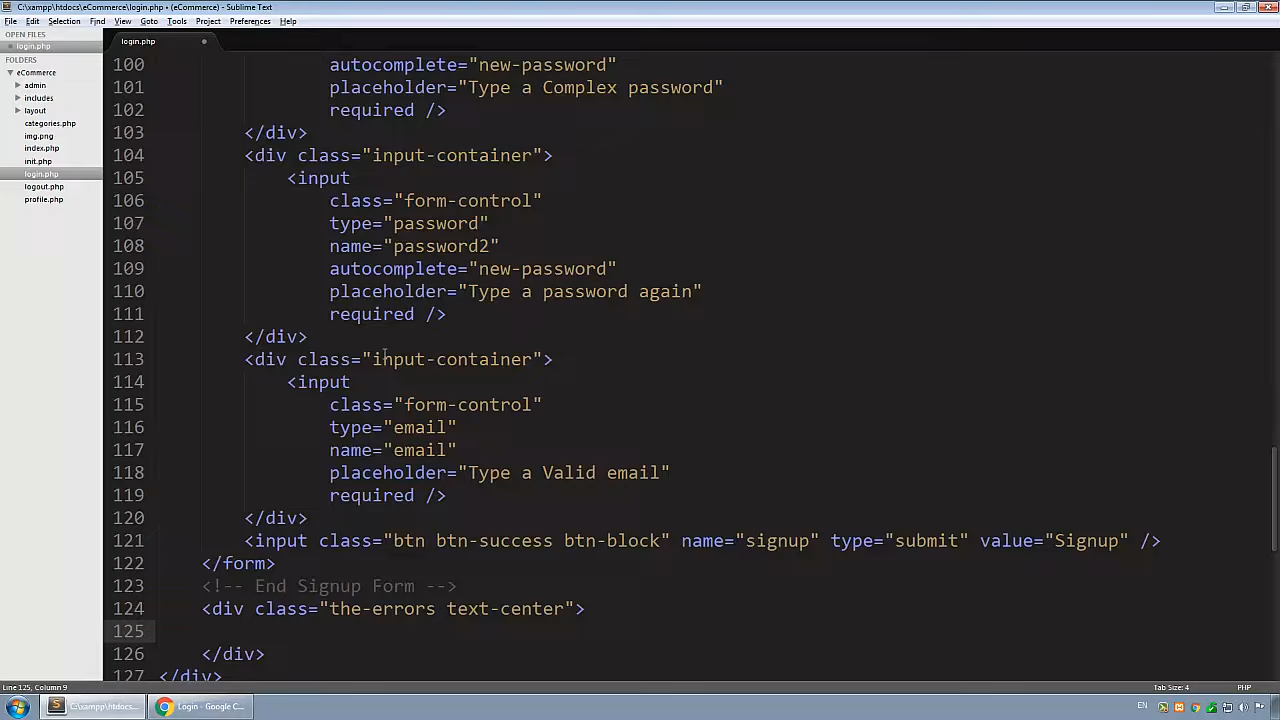 C:\xampp\htdocs\eCommerce\login.php • (eCommerce) - Sublime Text
File Edit Selection Find View Goto Tools Project Preferences Help
OPEN FILES
login.php
FOLDERS
eCommerce
admin
includes
layout
categories.php
img.png
index.php
init.php
login.php
logout.php
profile.php
login.php
100 autocomplete="new-password"
101 placeholder="Type a Complex password"
102 required />
103 </div>
104 <div class="input-container">
105 <input
106 class="form-control"
107 type="password"
108 name="password2"
109 autocomplete="new-password"
110 placeholder="Type a password again"
111 required />
112 </div>
113 <div class="input-container">
114 <input
115 class="form-control"
116 type="email"
117 name="email"
118 placeholder="Type a Valid email"
119 required />
120 </div>
121 <input class="btn btn-success btn-block" name="signup" type="submit" value="Signup" />
122 </form>
123 <!-- End Signup Form -->
124 <div class="the-errors text-center">
125
126 </div>
127 </div>
Line 125, Column 9
Tab Size: 4
PHP
C:\xampp\htdocs...
Login - Google C...
EN